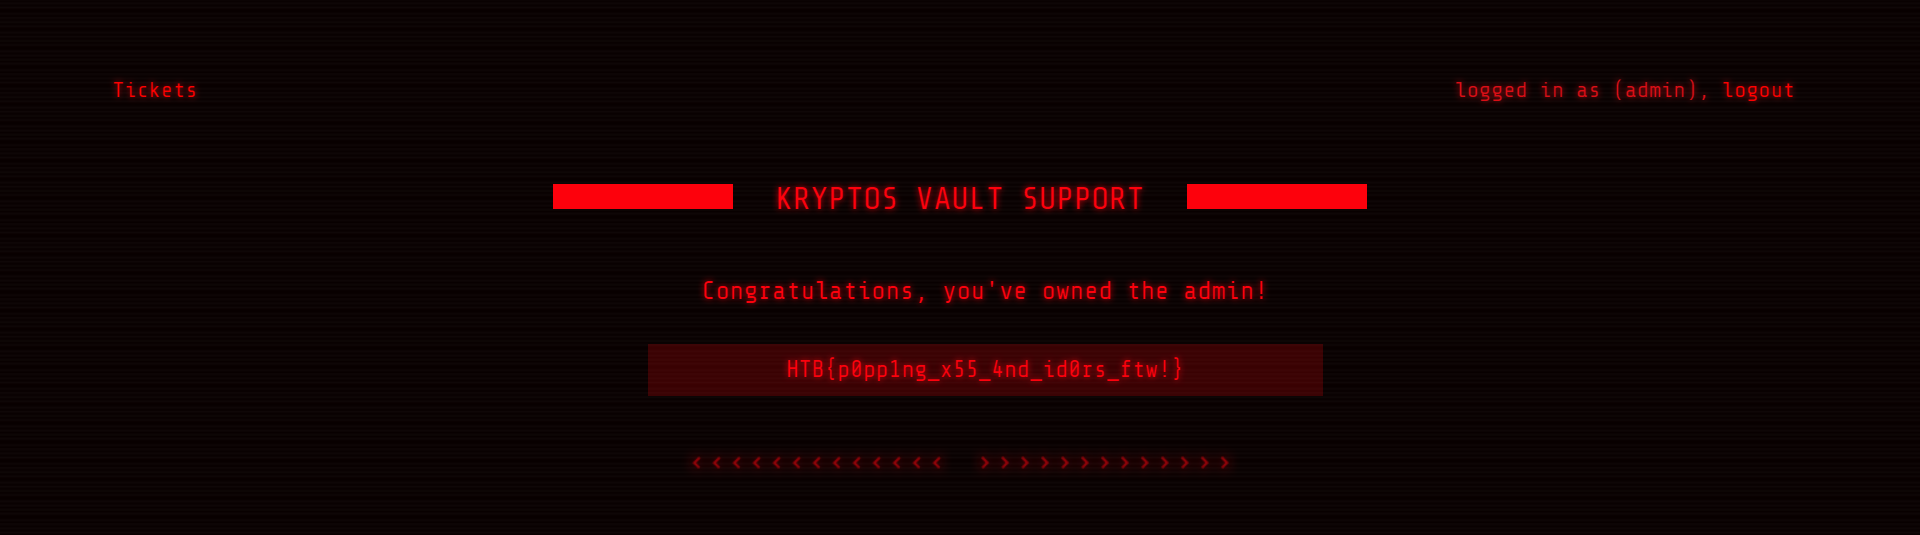 Tickets
logged in as (admin), logout
KRYPTOS VAULT SUPPORT
Congratulations, you've owned the admin!
HTB{p0pp1ng_x55_4nd_id0rs_ftw!}
‹‹‹‹‹‹‹‹‹‹‹‹‹ ›››››››››››››